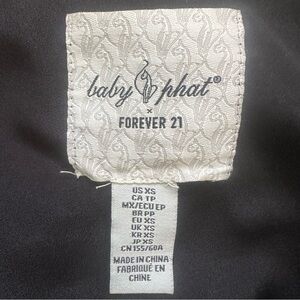 baby phat®
x
FOREVER 21
US XS
CA TP
MX/ECU EP
BR PP
EU XS
UK XS
KR XS
JP XS
CN 155/60A
MADE IN CHINA
FABRIQUÉ EN
CHINE